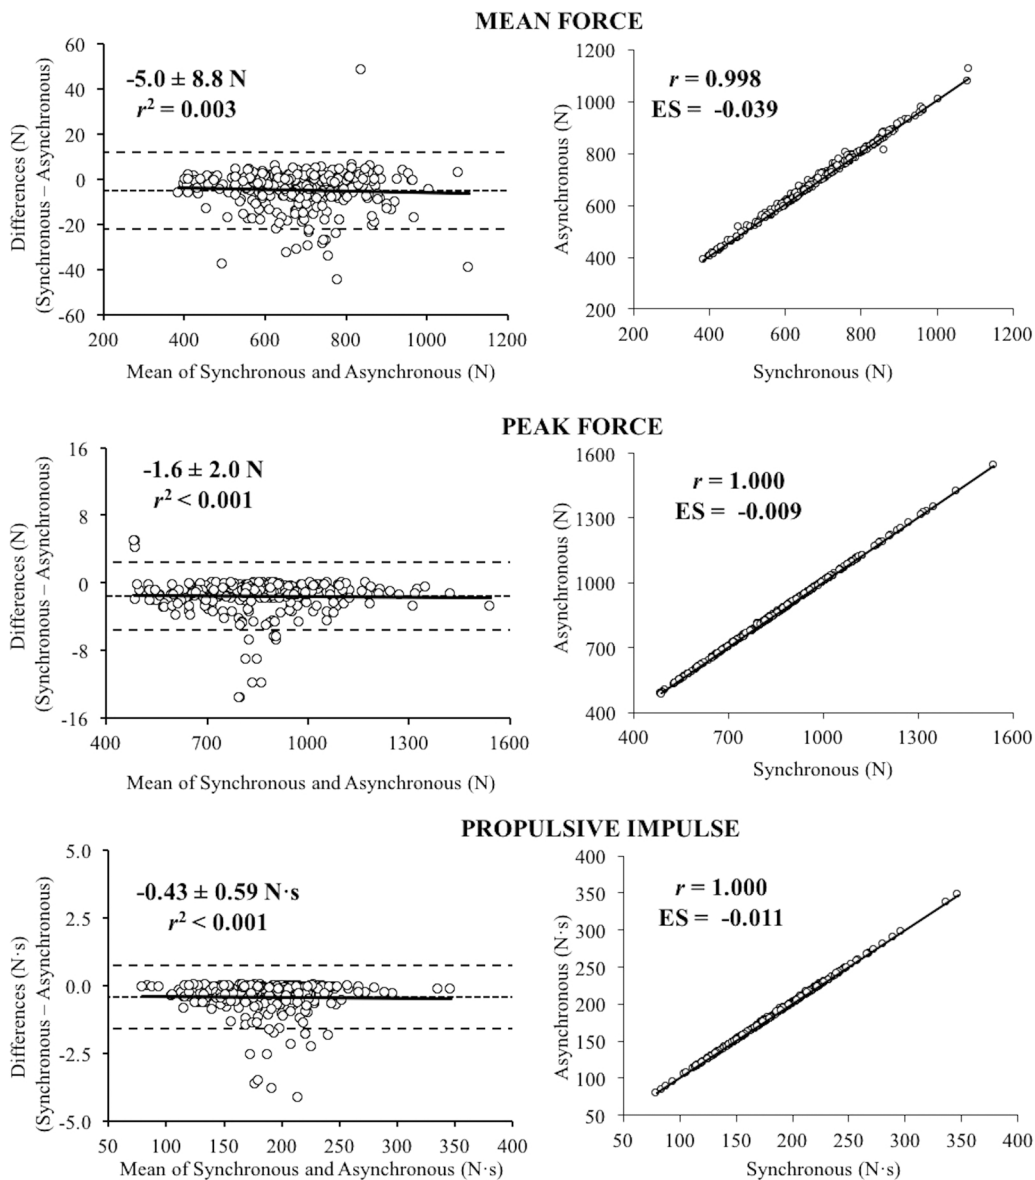 MEAN FORCE
60
40
20
0
-20
-40
-60
200 400 600 800 1000 1200
Differences (N)
(Synchronous – Asynchronous)
-5.0 ± 8.8 N
r² = 0.003
Mean of Synchronous and Asynchronous (N)
1200
1000
800
600
400
200
200 400 600 800 1000 1200
Asynchronous (N)
r = 0.998
ES = -0.039
Synchronous (N)
PEAK FORCE
16
8
0
-8
-16
400 700 1000 1300 1600
Differences (N)
(Synchronous – Asynchronous)
-1.6 ± 2.0 N
r² < 0.001
Mean of Synchronous and Asynchronous (N)
1600
1300
1000
700
400
400 700 1000 1300 1600
Asynchronous (N)
r = 1.000
ES = -0.009
Synchronous (N)
PROPULSIVE IMPULSE
5.0
2.5
0.0
-2.5
-5.0
50 100 150 200 250 300 350 400
Differences (N·s)
(Synchronous – Asynchronous)
-0.43 ± 0.59 N·s
r² < 0.001
Mean of Synchronous and Asynchronous (N·s)
400
350
300
250
200
150
100
50
50 100 150 200 250 300 350 400
Asynchronous (N·s)
r = 1.000
ES = -0.011
Synchronous (N·s)